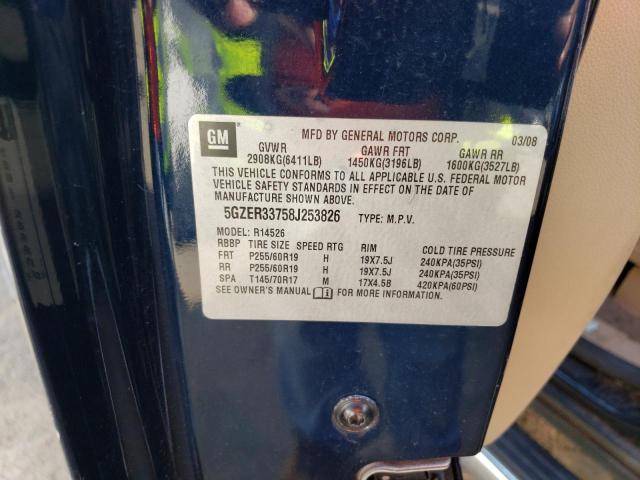 GM
MFD BY GENERAL MOTORS CORP. 03/08
GVWR GAWR FRT GAWR RR
2908KG(6411LB) 1450KG(3196LB) 1600KG(3527LB)
THIS VEHICLE CONFORMS TO ALL APPLICABLE U.S. FEDERAL MOTOR
VEHICLE SAFETY STANDARDS IN EFFECT ON THE DATE OF
MANUFACTURE SHOWN ABOVE.
5GZER33758J253826 TYPE: M.P.V.
MODEL: R14526
RBBP TIRE SIZE SPEED RTG RIM COLD TIRE PRESSURE
FRT P255/60R19 H 19X7.5J 240KPA(35PSI)
RR P255/60R19 H 19X7.5J 240KPA(35PSI)
SPA T145/70R17 M 17X4.5B 420KPA(60PSI)
SEE OWNER'S MANUAL FOR MORE INFORMATION.